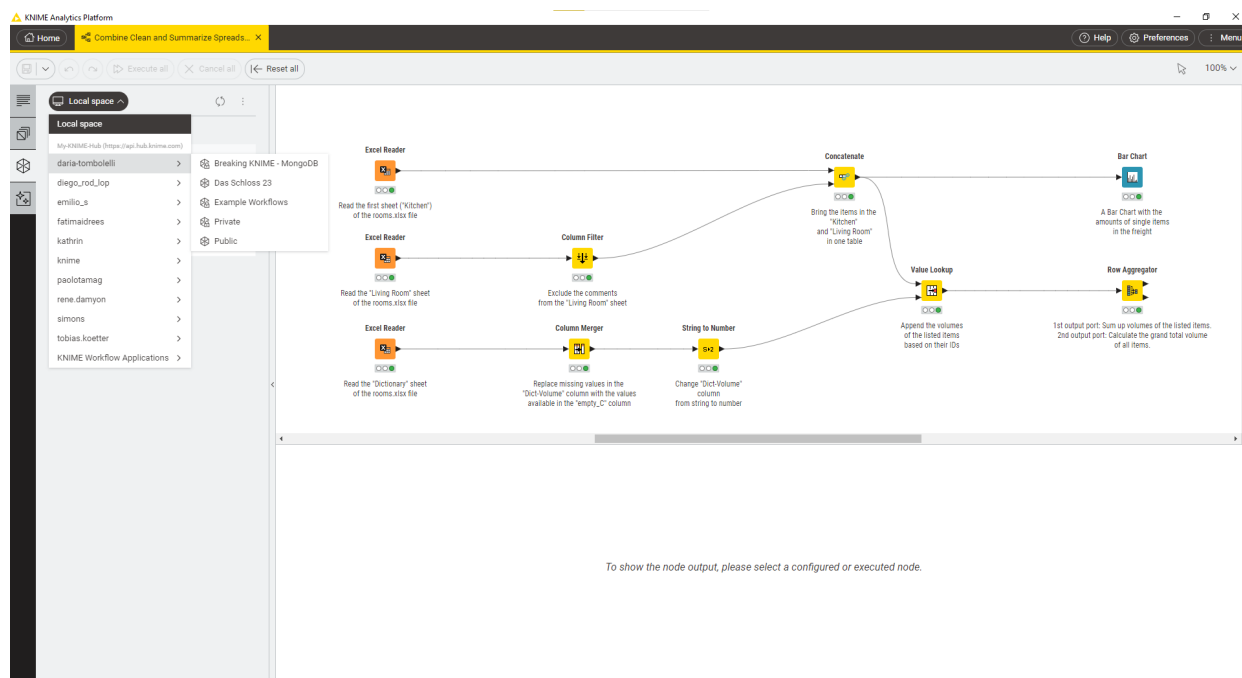 KNIME Analytics Platform
Home
Combine Clean and Summarize Spreads...
Help
Preferences
Menu
Execute all
Cancel all
Reset all
100%
Local space
Local space
My-KNIME-Hub (https://api.hub.knime.com)
daria-tombolelli
diego_rod_lop
emilio_s
fatimaidrees
kathrin
knime
paolotamag
rene.damyon
simons
tobias.koetter
KNIME Workflow Applications
Breaking KNIME - MongoDB
Das Schloss 23
Example Workflows
Private
Public
Excel Reader
Read the first sheet ("Kitchen")
of the rooms.xlsx file
Excel Reader
Read the "Living Room" sheet
of the rooms.xlsx file
Column Filter
Exclude the comments
from the "Living Room" sheet
Excel Reader
Read the "Dictionary" sheet
of the rooms.xlsx file
Column Merger
Replace missing values in the
"Dict-Volume" column with the values
available in the "empty_C" column
String to Number
S+2
Change "Dict-Volume"
column
from string to number
Concatenate
Bring the items in the
"Kitchen"
and "Living Room"
in one table
Value Lookup
Append the volumes
of the listed items
based on their IDs
Bar Chart
A Bar Chart with the
amounts of single items
in the freight
Row Aggregator
1st output port: Sum up volumes of the listed items.
2nd output port: Calculate the grand total volume
of all items.
To show the node output, please select a configured or executed node.